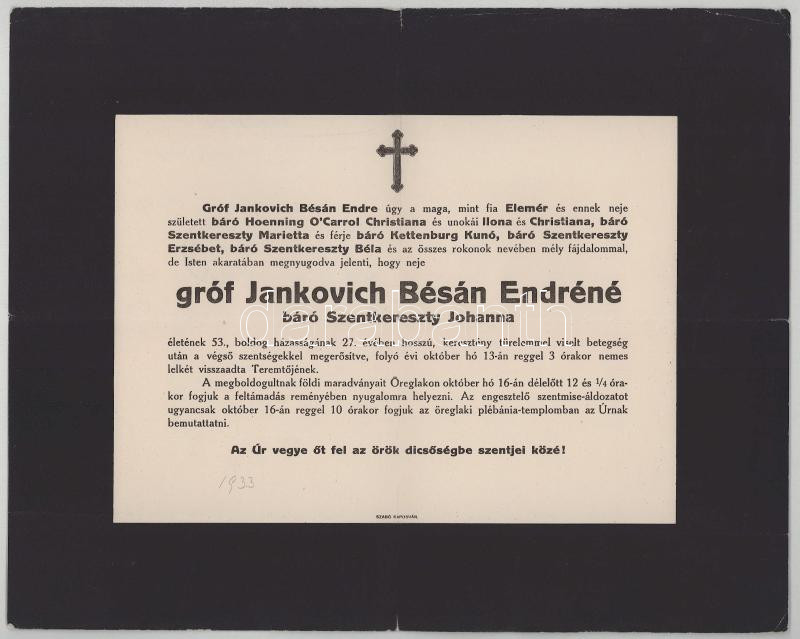 Gróf Jankovich Bésán Endre úgy a maga, mint fia Elemér és ennek neje
született báró Hoenning O'Carrol Christiana és unokái Ilona és Christiana, báró
Szentkereszty Marietta és férje báró Kettenburg Kunó, báró Szentkereszty
Erzsébet, báró Szentkereszty Béla és az összes rokonok nevében mély fájdalommal,
de Isten akaratában megnyugodva jelenti, hogy neje
gróf Jankovich Bésán Endréné
báró Szentkereszty Johanna
darabanth
életének 53., boldog házasságának 27. évében hosszú, keresztény türelemmel viselt betegség
után a végső szentségekkel megerősítve, folyó évi október hó 13-án reggel 3 órakor nemes
lelkét visszaadta Teremtőjének.
A megboldogultnak földi maradványait Öreglakon október hó 16-án délelőtt 12 és 1/4 óra-
kor fogjuk a feltámadás reményében nyugalomra helyezni. Az engesztelő szentmise-áldozatot
ugyancsak október 16-án reggel 10 órakor fogjuk az öreglaki plébánia-templomban az Úrnak
bemutattatni.
Az Úr vegye őt fel az örök dicsőségbe szentjei közé!
1933
SZABÓ KAPOSVÁR.